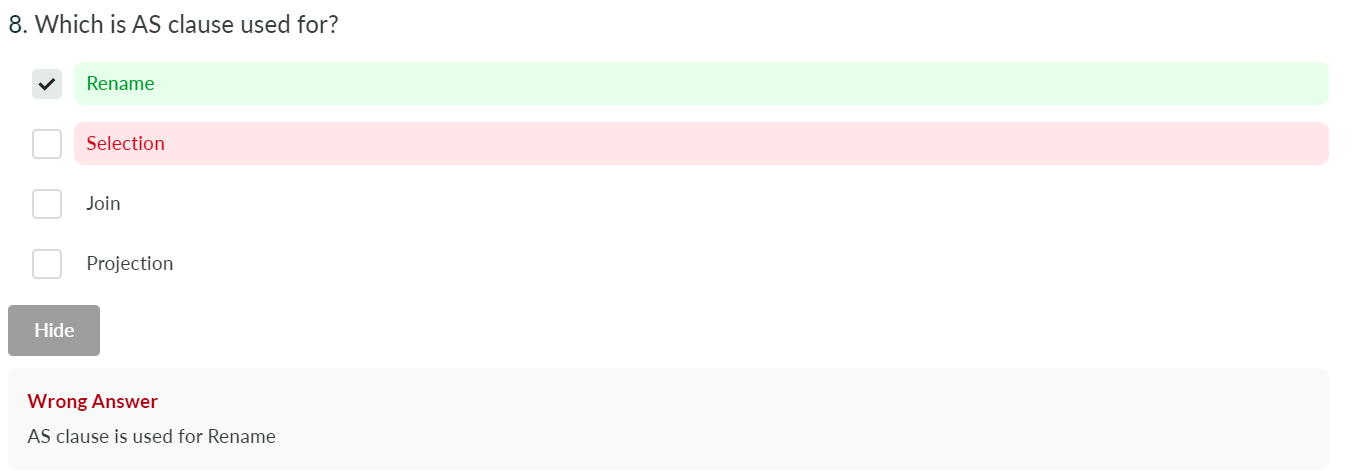 8. Which is AS clause used for?
Rename
Selection
Join
Projection
Hide
Wrong Answer
AS clause is used for Rename